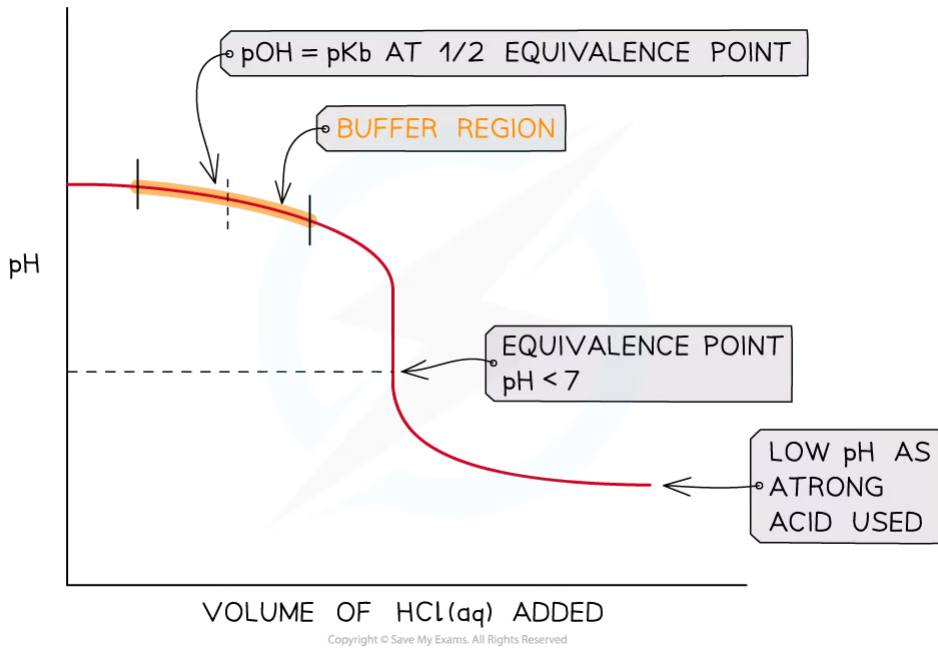 pOH = pKb AT 1/2 EQUIVALENCE POINT
BUFFER REGION
pH
EQUIVALENCE POINT
pH < 7
LOW pH AS
ATRONG
ACID USED
VOLUME OF HCl(aq) ADDED
Copyright © Save My Exams. All Rights Reserved